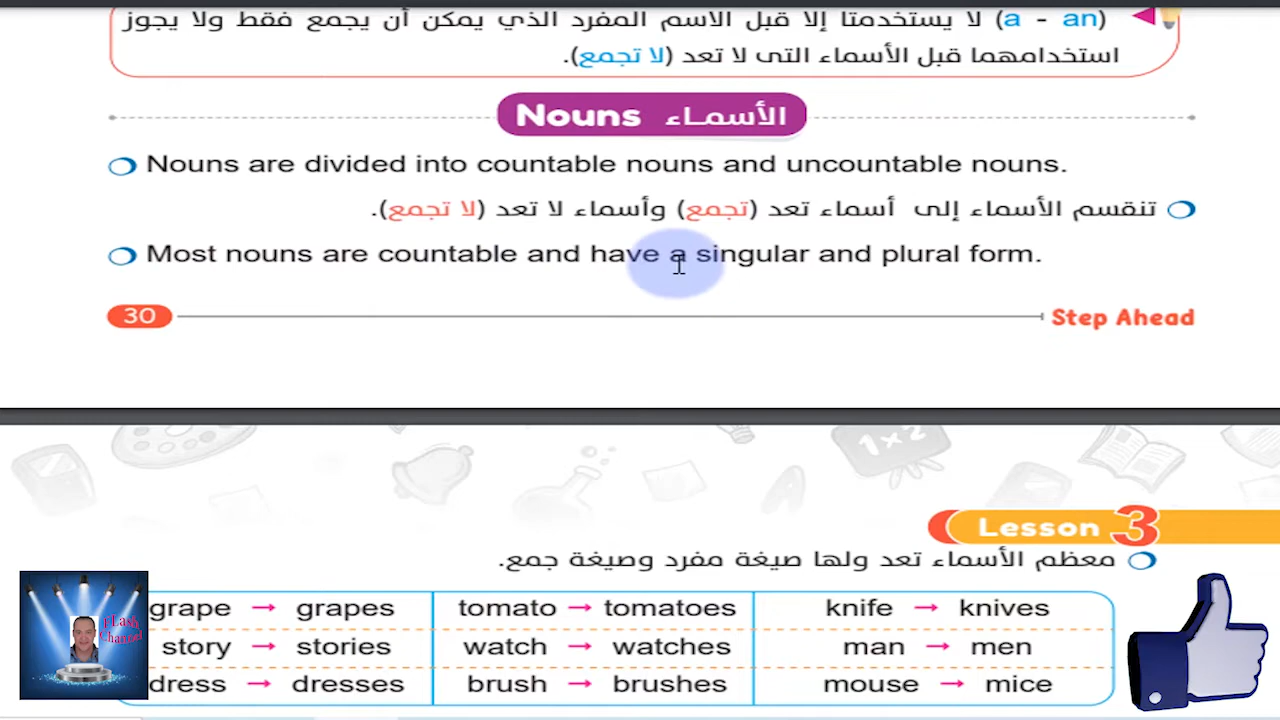 (a - an) لا يستخدمتا إلا قبل الاسم المفرد الذي يمكن أن يجمع فقط ولا يجوز
استخدامهما قبل الأسماء التى لا تعد (لا تجمع).
Nouns الأسماء
Nouns are divided into countable nouns and uncountable nouns.
تنقسم الأسماء إلى أسماء تعد (تجمع) وأسماء لا تعد (لا تجمع).
Most nouns are countable and have a singular and plural form.
30 Step Ahead
1x2
Lesson 3
معظم الأسماء تعد ولها صيغة مفرد وصيغة جمع.
grape → grapes tomato → tomatoes knife → knives
story → stories watch → watches man → men
dress → dresses brush → brushes mouse → mice
FLash
Channel